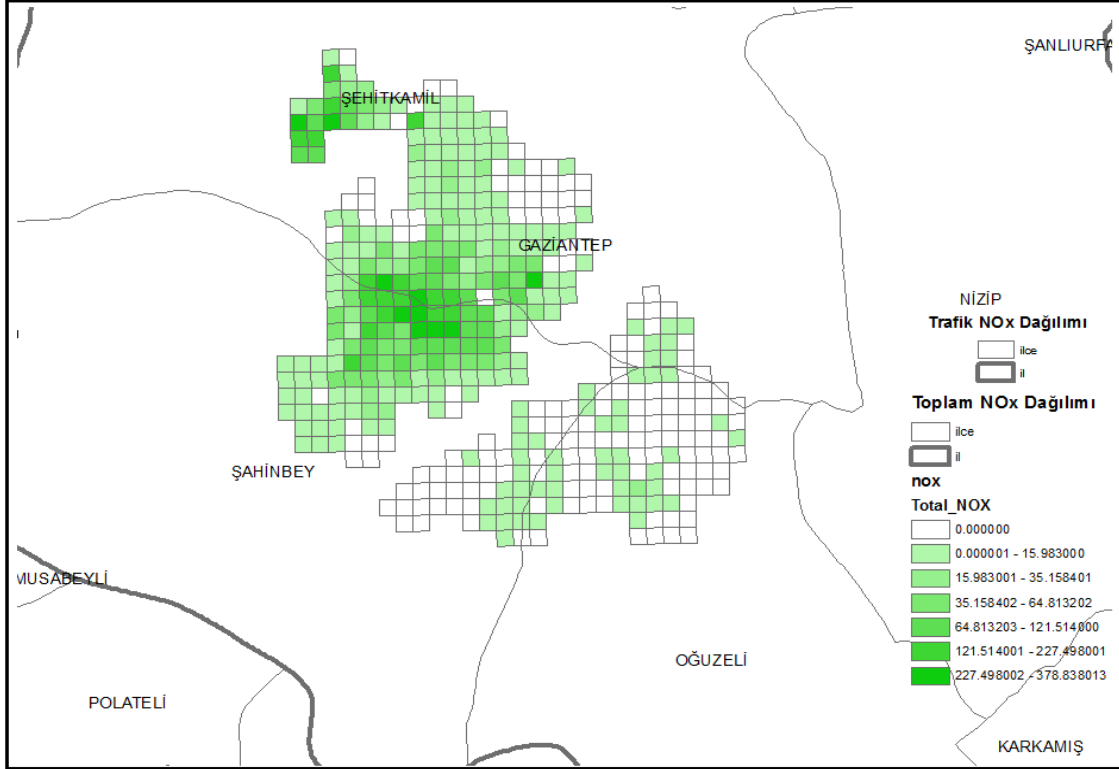 ŞANLIURFA
ŞEHİTKAMİL
GAZİANTEP
NİZİP
Trafik NOx Dağılımı
ilce
il
Toplam NOx Dağılımı
ilce
il
nox
Total_NOX
0.000000
0.000001 - 15.983000
15.983001 - 35.158401
35.158402 - 64.813202
64.813203 - 121.514000
121.514001 - 227.498001
227.498002 - 378.838013
ŞAHİNBEY
MUSABEYLİ
OĞUZELİ
POLATELİ
KARKAMIŞ